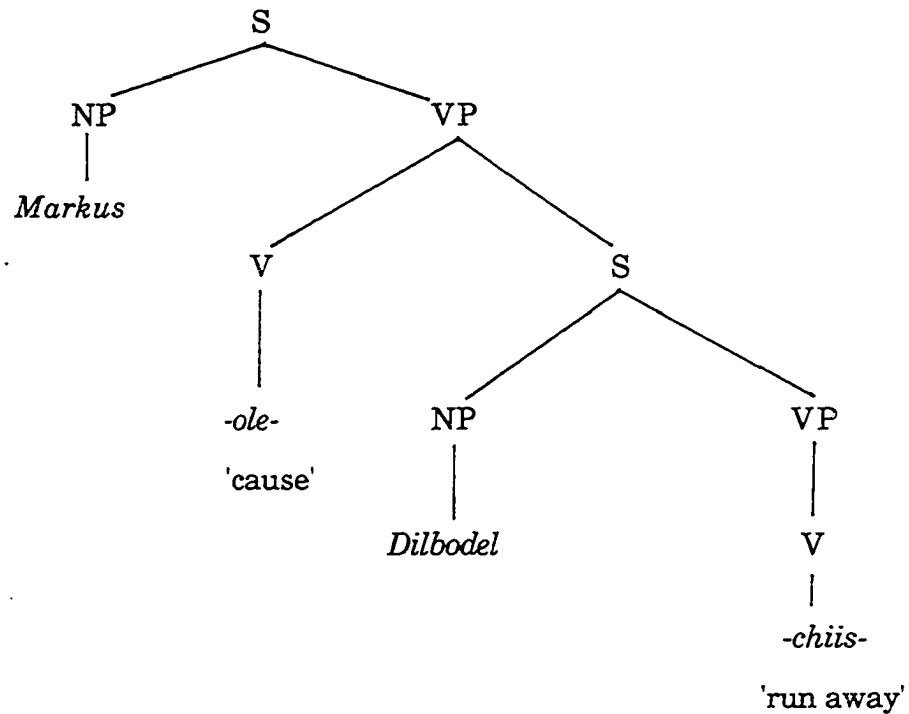 S
NP VP
Markus
V S
-ole- NP VP
'cause'
Dilbodel V
-chiis-
'run away'